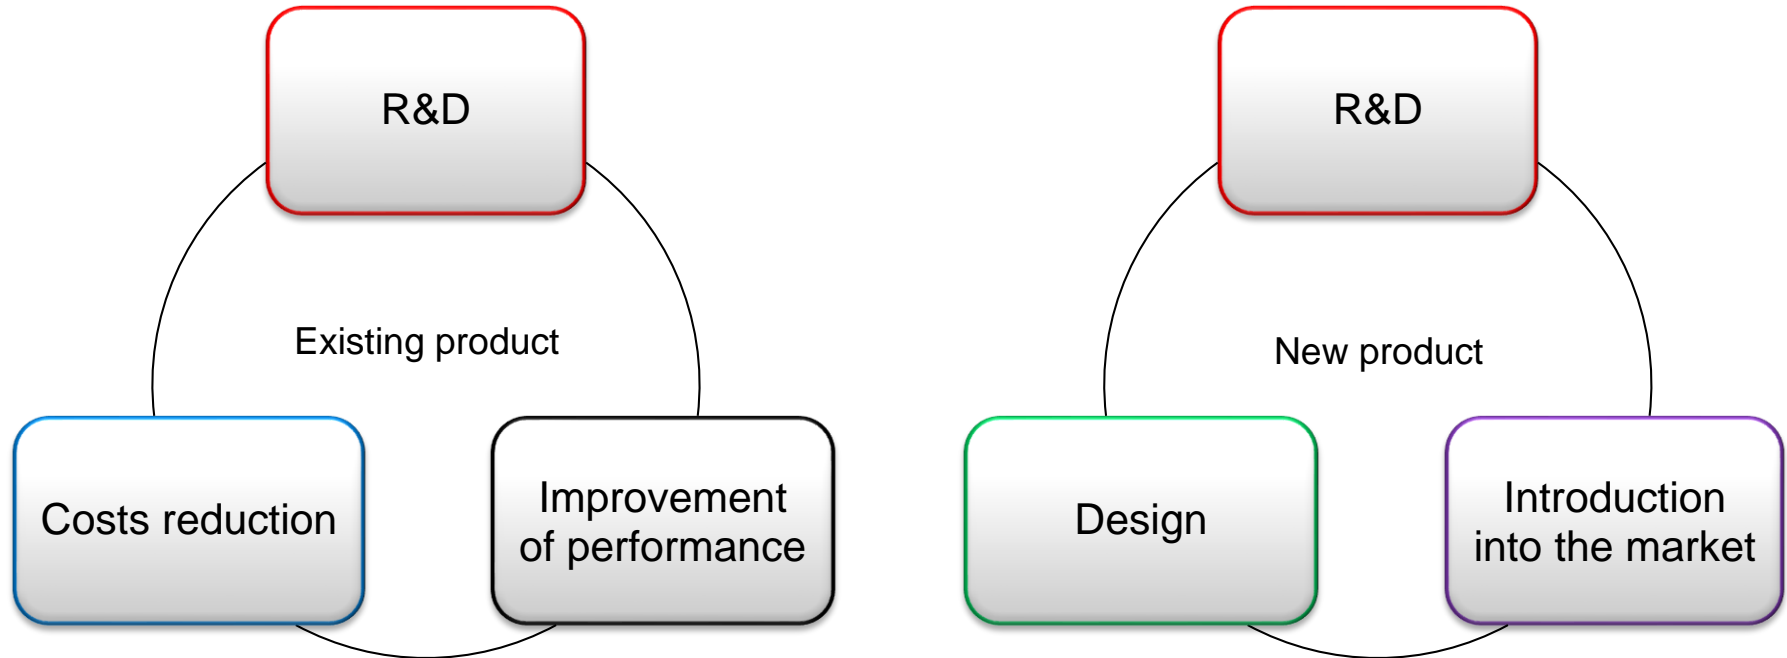 R&D
Existing product
Costs reduction
Improvement
of performance
R&D
New product
Design
Introduction
into the market